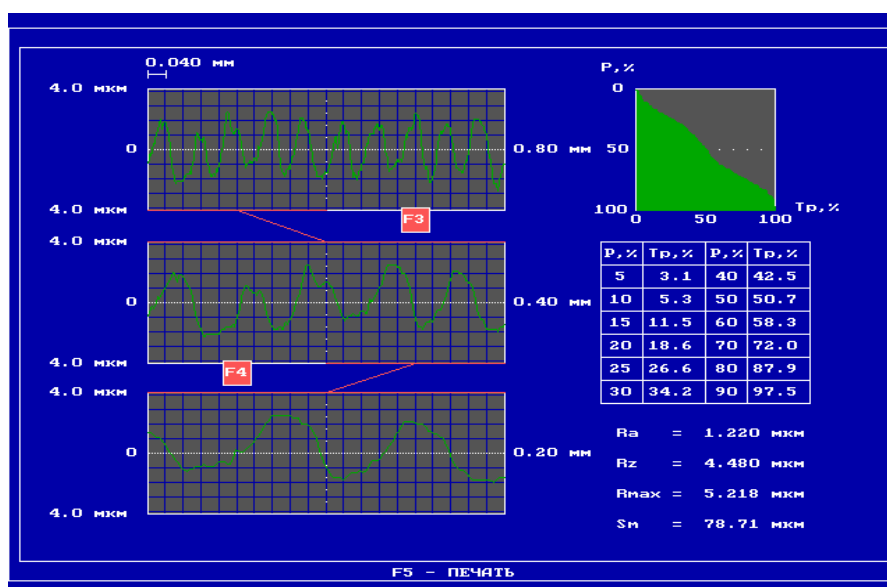 0.040 мм
4.0 мкм
0
4.0 мкм
0.80 мм
F3
4.0 мкм
0
4.0 мкм
0.40 мм
F4
4.0 мкм
0
4.0 мкм
0.20 мм
P,%
0
50
100
0 50 100
Tp,%
P,% Tp,% P,% Tp,%
5 3.1 40 42.5
10 5.3 50 50.7
15 11.5 60 58.3
20 18.6 70 72.0
25 26.6 80 87.9
30 34.2 90 97.5
Ra = 1.220 мкм
Rz = 4.480 мкм
Rmax = 5.218 мкм
Sm = 78.71 мкм
F5 - ПЕЧАТЬ